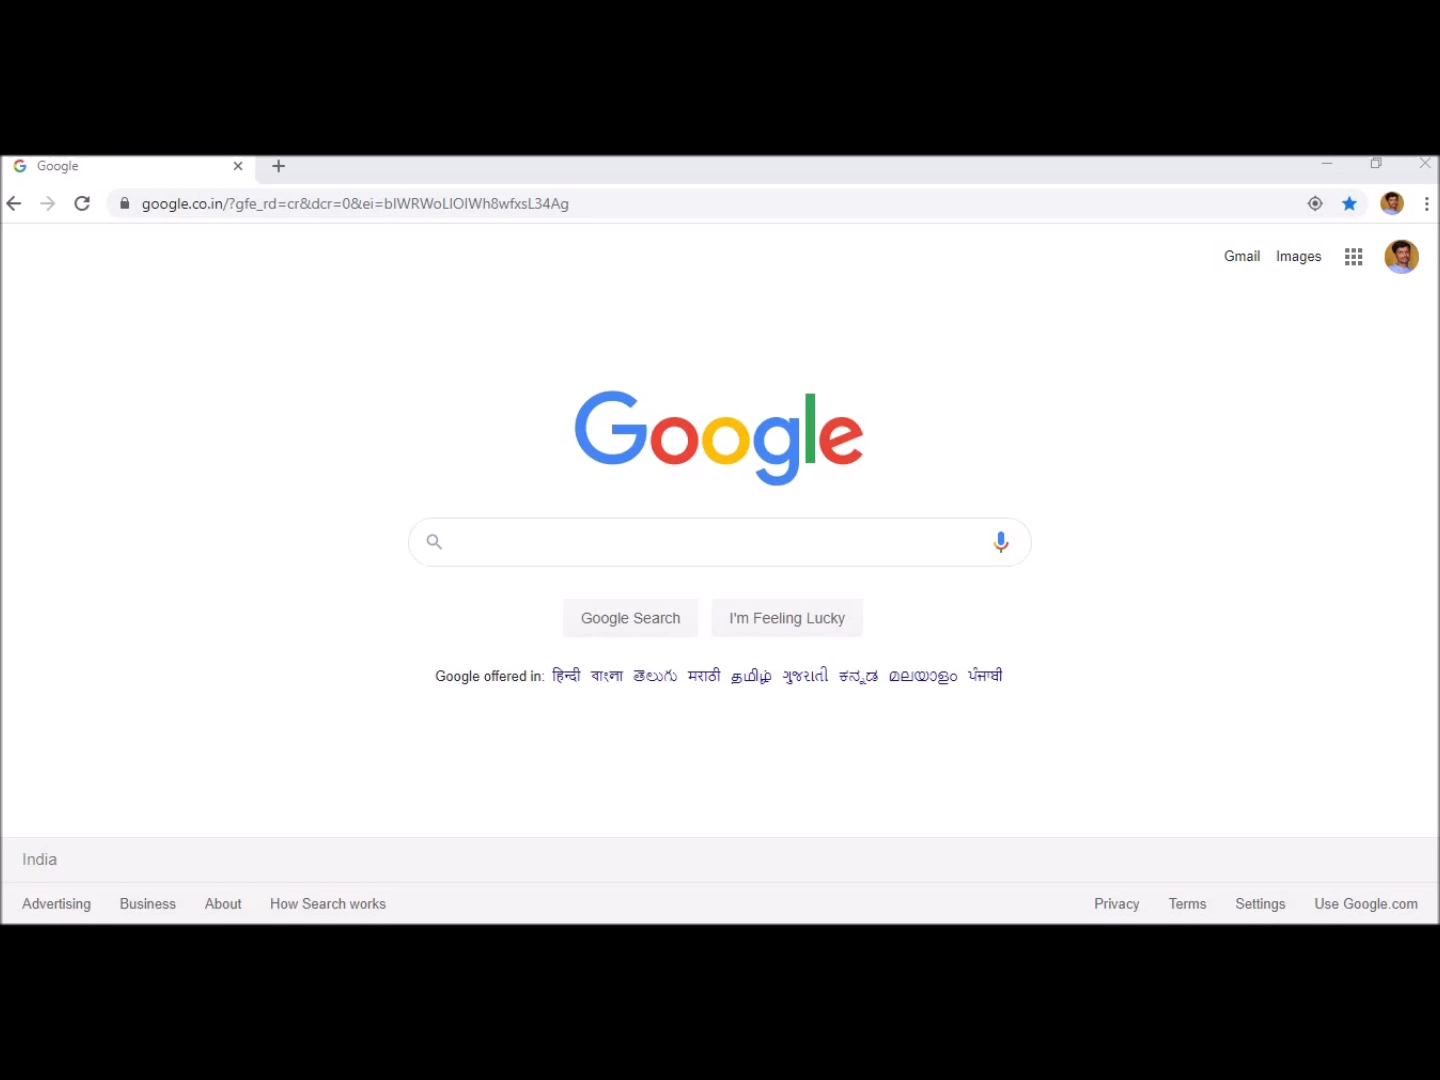 Google
google.co.in/?gfe_rd=cr&dcr=0&ei=bIWRWoLIOIWh8wfxsL34Ag
Gmail Images
Google
Google Search I'm Feeling Lucky
Google offered in: हिन्दी বাংলা తెలుగు मराठी தமிழ் ગુજરાતી ಕನ್ನಡ മലയാളം ਪੰਜਾਬੀ
India
Advertising Business About How Search works Privacy Terms Settings Use Google.com